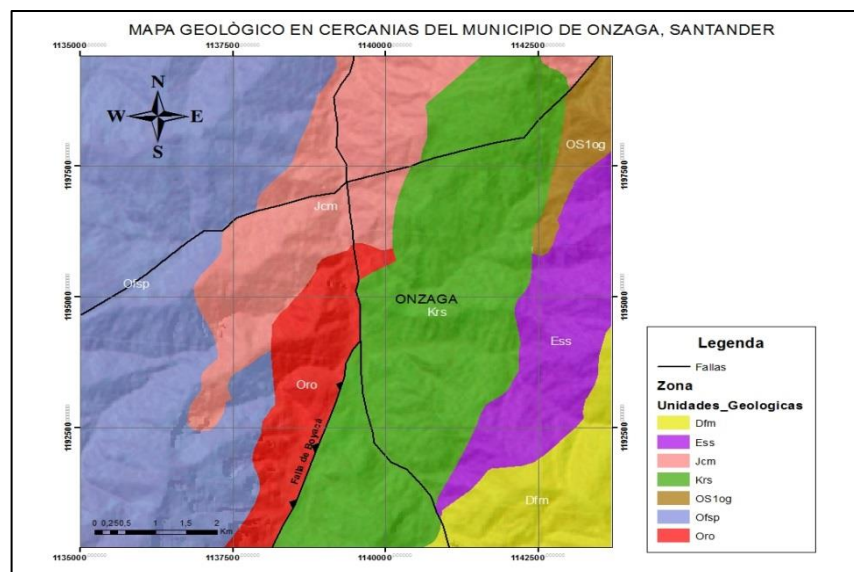 MAPA GEOLÒGICO EN CERCANIAS DEL MUNICIPIO DE ONZAGA, SANTANDER
1135000 1137500 1140000 1142500
N
W E
S
OS1og
1197500 1197500
Jcm
Ofsp
1195000 ONZAGA 1195000
Krs
Ess
Oro
1192500 1192500
Falla de Boyacá
Dfm
0 0,25 0,5 1 1,5 2
Km
1135000 1137500 1140000 1142500
Legenda
Fallas
Zona
Unidades_Geologicas
Dfm
Ess
Jcm
Krs
OS1og
Ofsp
Oro